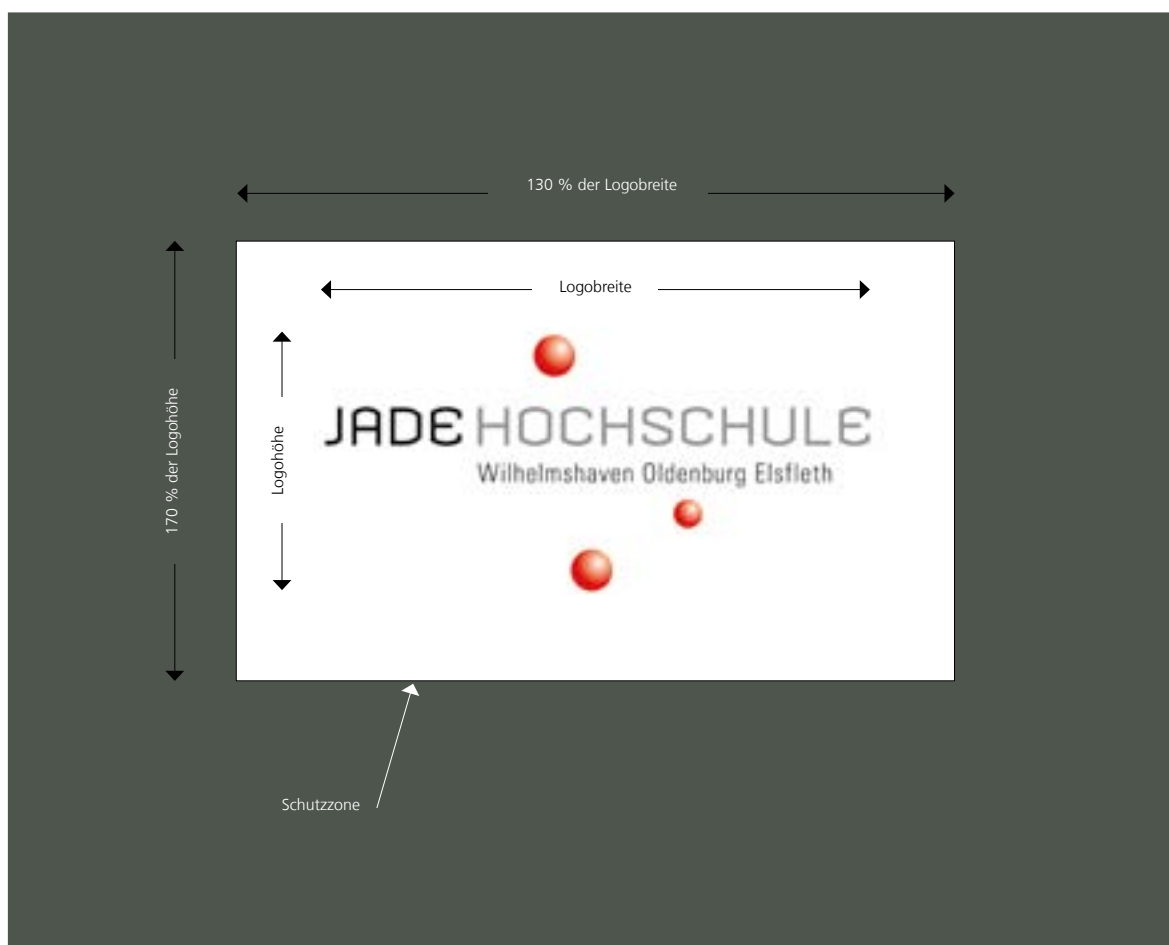 130 % der Logobreite
Logobreite
170 % der Logohöhe
Logohöhe
JADE HOCHSCHULE
Wilhelmshaven Oldenburg Elsfleth
Schutzzone